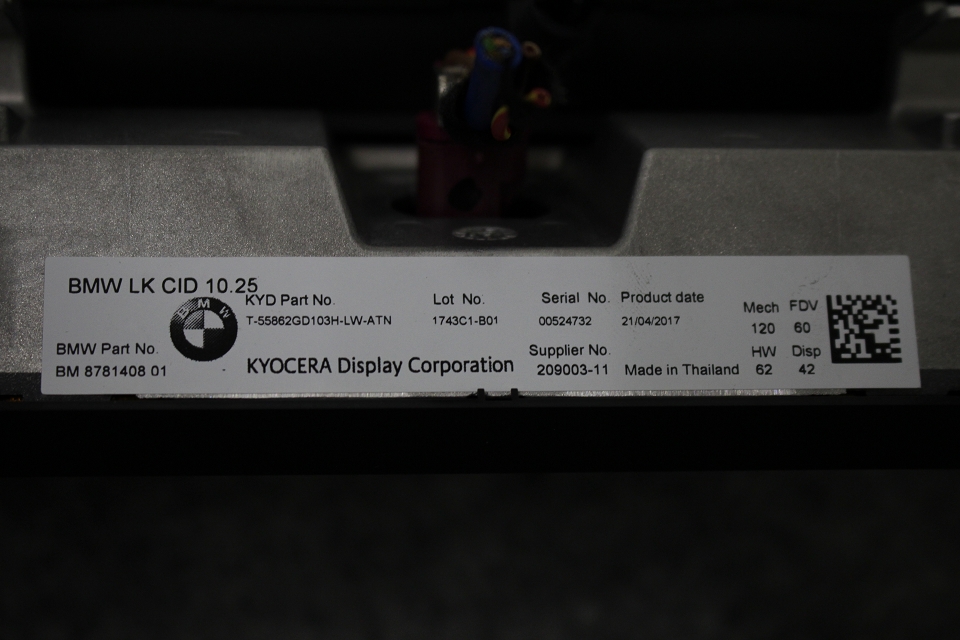 BMW LK CID 10.25
BMW
BMW Part No.
BM 8781408 01
KYD Part No.
T-55862GD103H-LW-ATN
Lot No.
1743C1-B01
Serial No.
00524732
Product date
21/04/2017
KYOCERA Display Corporation
Supplier No.
209003-11
Made in Thailand
Mech FDV
120 60
HW Disp
62 42